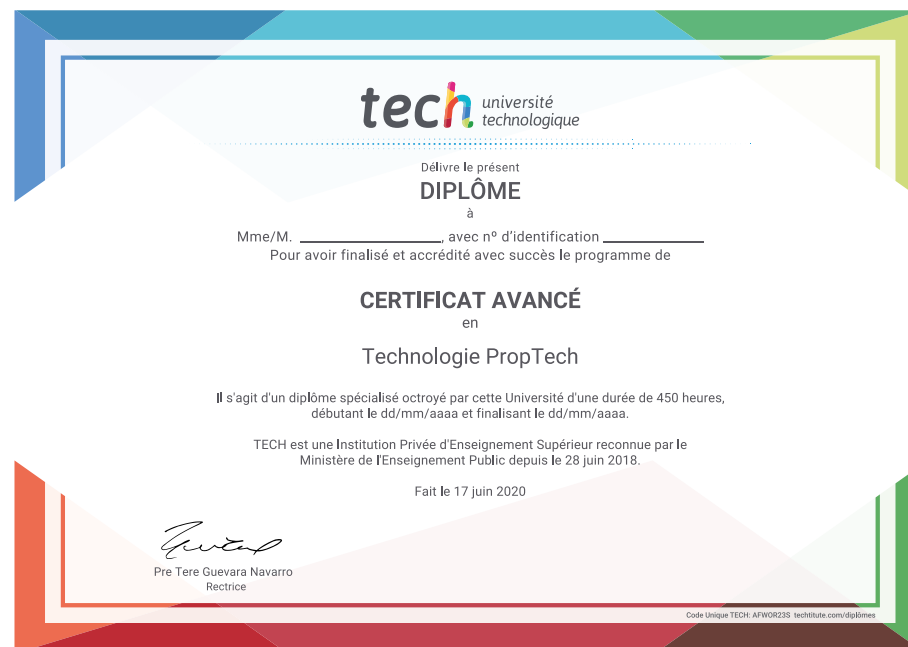 tech université
technologique
Délivre le présent
DIPLÔME
à
Mme/M. ____________________, avec nº d'identification ______________
Pour avoir finalisé et accrédité avec succès le programme de
CERTIFICAT AVANCÉ
en
Technologie PropTech
Il s'agit d'un diplôme spécialisé octroyé par cette Université d'une durée de 450 heures,
débutant le dd/mm/aaaa et finalisant le dd/mm/aaaa.
TECH est une Institution Privée d'Enseignement Supérieur reconnue par le
Ministère de l'Enseignement Public depuis le 28 juin 2018.
Fait le 17 juin 2020
Pre Tere Guevara Navarro
Rectrice
Code Unique TECH: AFWOR23S techtitute.com/diplômes